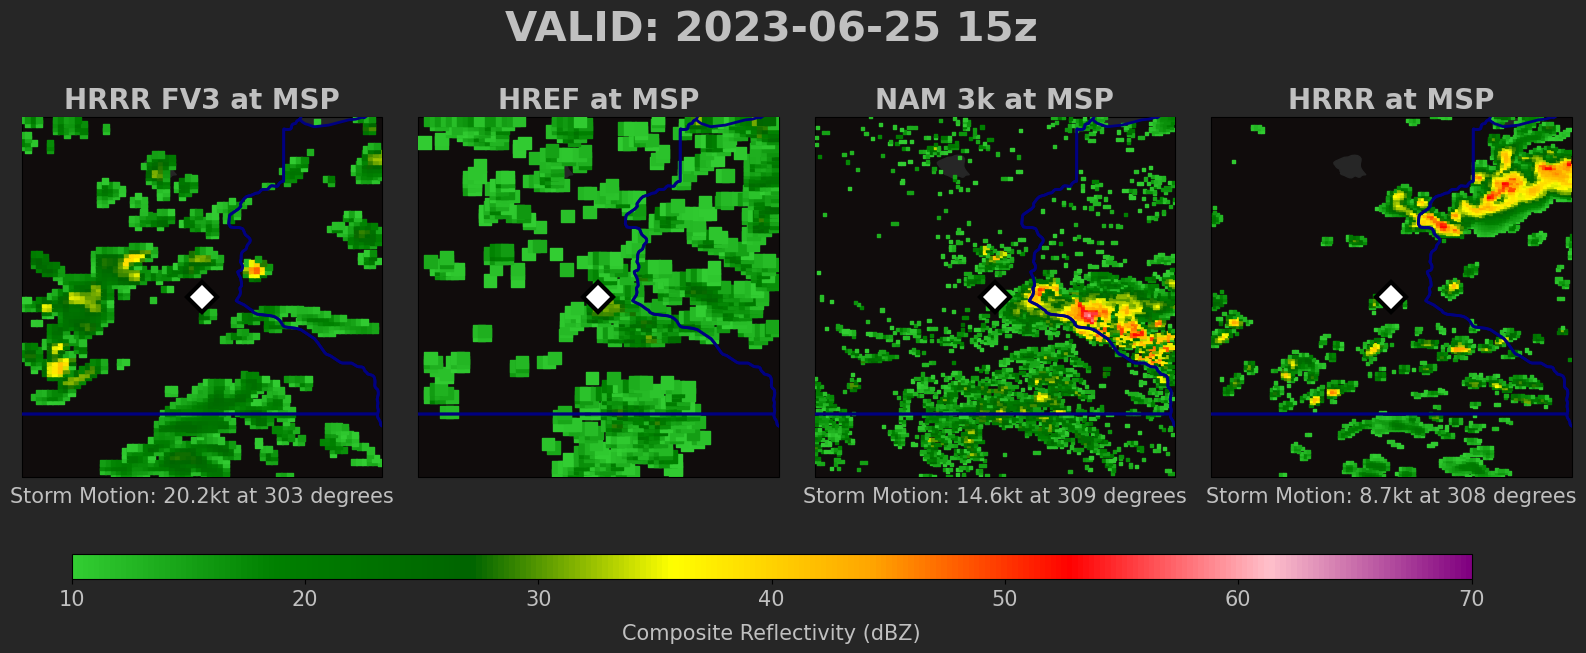 VALID: 2023-06-25 15z
HRRR FV3 at MSP
HREF at MSP
NAM 3k at MSP
HRRR at MSP
Storm Motion: 20.2kt at 303 degrees
Storm Motion: 14.6kt at 309 degrees
Storm Motion: 8.7kt at 308 degrees
10 20 30 40 50 60 70
Composite Reflectivity (dBZ)